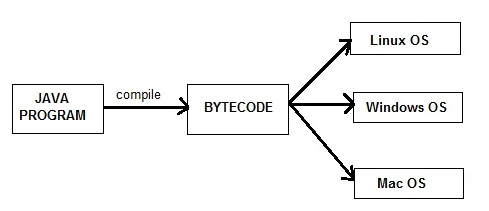 JAVA
PROGRAM
compile
BYTECODE
Linux OS
Windows OS
Mac OS